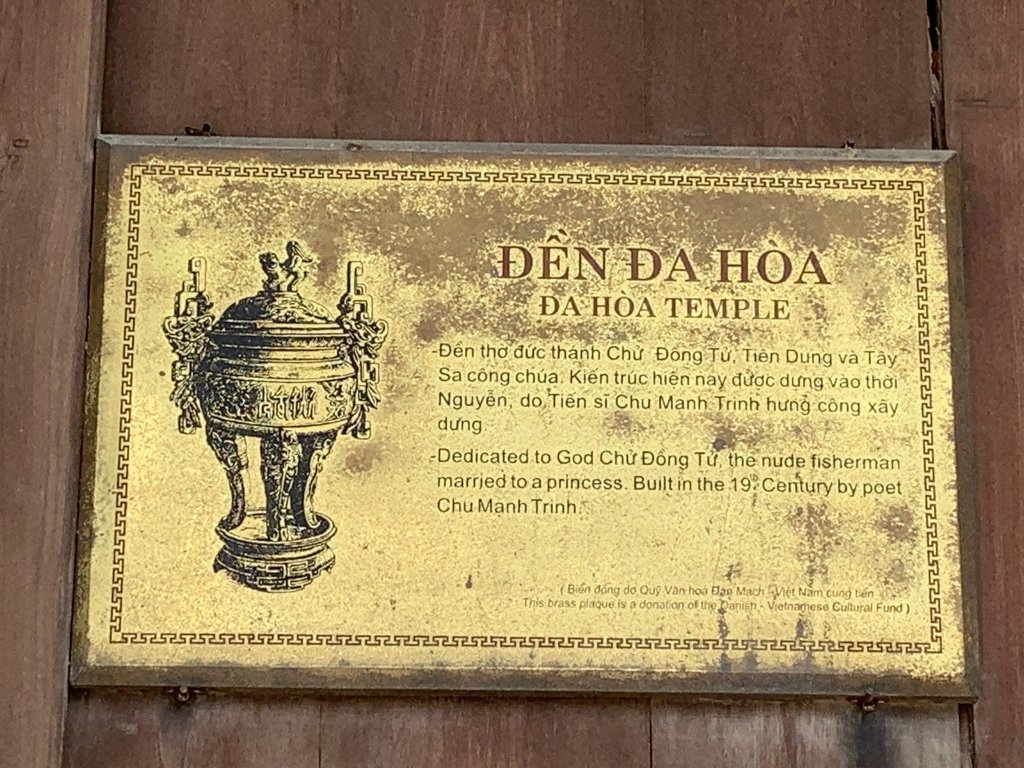 ĐỀN ĐA HÒA
ĐA HÒA TEMPLE
-Đền thờ đức thánh Chử Đồng Tử, Tiên Dung và Tây
Sa công chúa. Kiến trúc hiện nay được dựng vào thời
Nguyễn, do Tiến sĩ Chu Mạnh Trinh hưng công xây
dựng
-Dedicated to God Chử Đồng Tử, the nude fisherman
married to a princess. Built in the 19th Century by poet
Chu Mạnh Trinh.
( Biển đồng do Quỹ Văn hoá Đan Mạch - Việt Nam cung tiến
This brass plaque is a donation of the Danish - Vietnamese Cultural Fund )